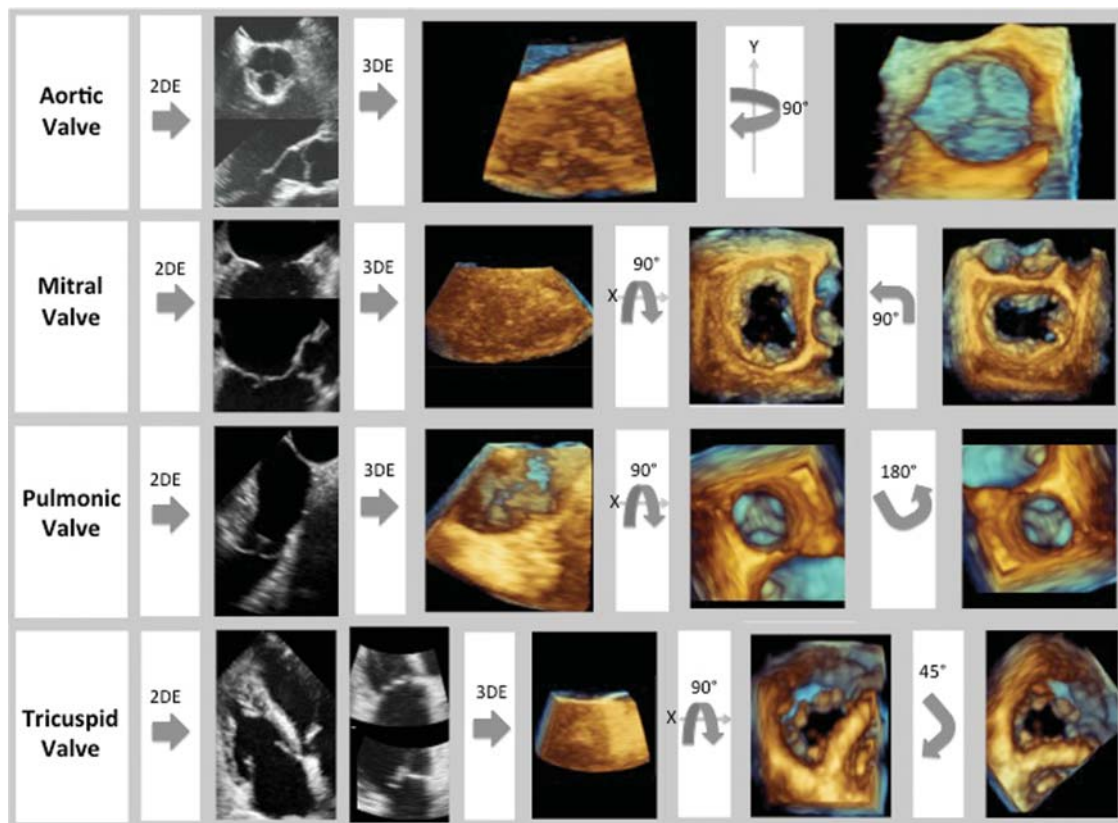 Aortic
Valve
2DE
3DE
Y
90°
Mitral
Valve
2DE
3DE
90°
X
90°
Pulmonic
Valve
2DE
3DE
90°
X
180°
Tricuspid
Valve
2DE
3DE
90°
X
45°